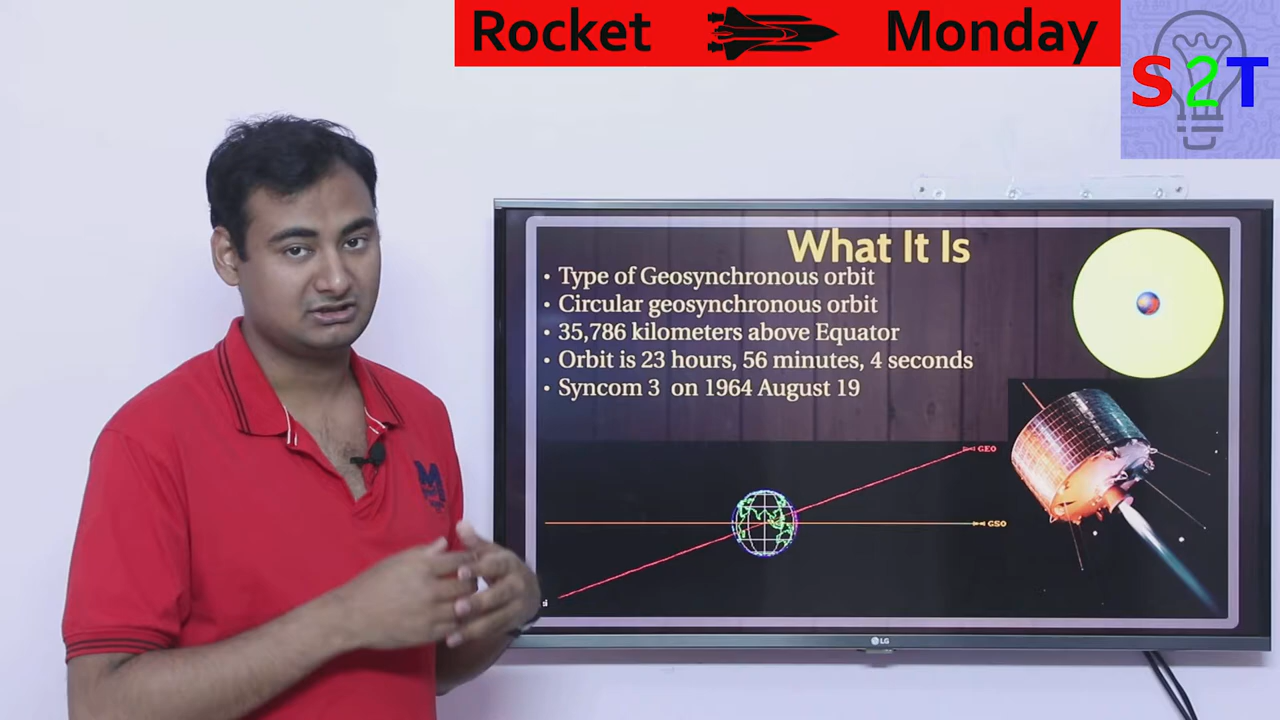 Rocket Monday
S2T
What It Is
• Type of Geosynchronous orbit
• Circular geosynchronous orbit
• 35,786 kilometers above Equator
• Orbit is 23 hours, 56 minutes, 4 seconds
• Syncom 3 on 1964 August 19
GEO
GSO
LG